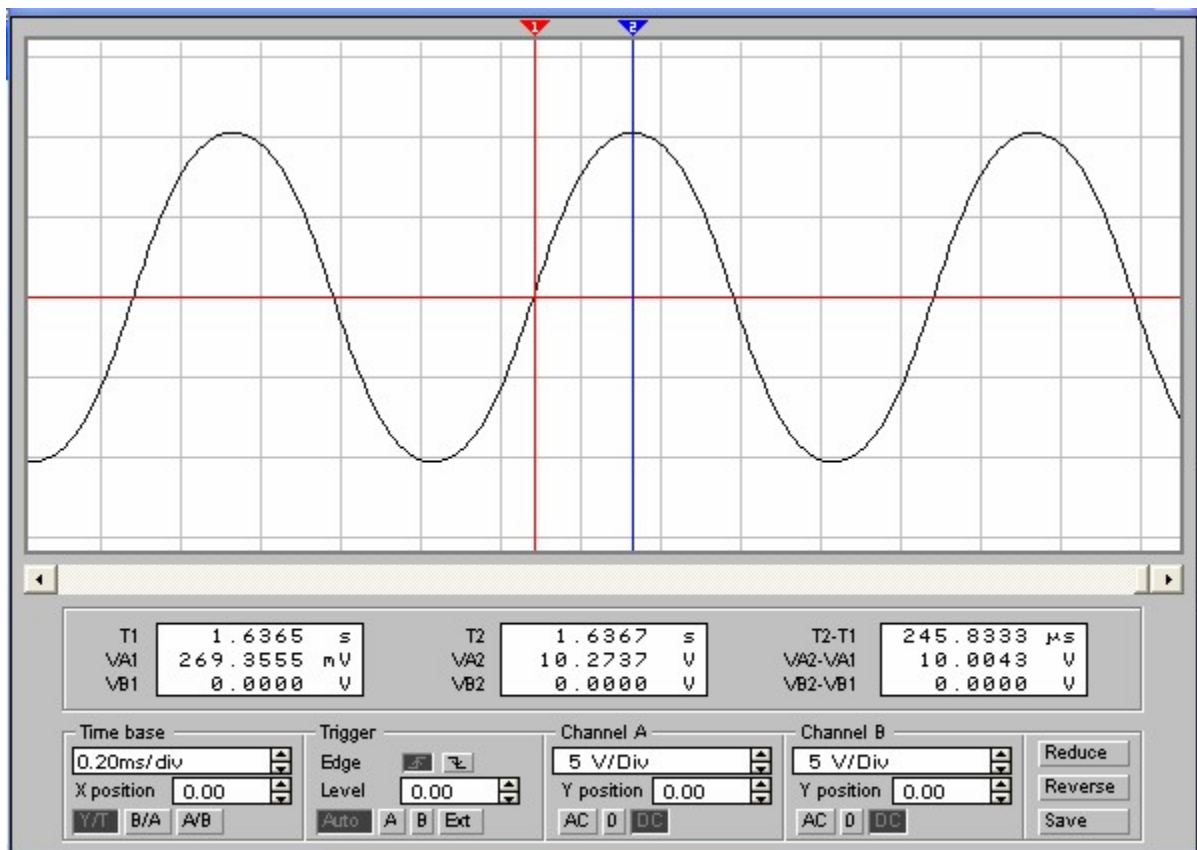 1 2
T1 1.6365 s T2 1.6367 s T2-T1 245.8333 µs
VA1 269.3555 mV VA2 10.2737 V VA2-VA1 10.0043 V
VB1 0.0000 V VB2 0.0000 V VB2-VB1 0.0000 V
Time base Trigger Channel A Channel B
0.20ms/div Edge 5 V/Div 5 V/Div Reduce
X position 0.00 Level 0.00 Y position 0.00 Y position 0.00 Reverse
Y/T B/A A/B Auto A B Ext AC 0 DC AC 0 DC Save